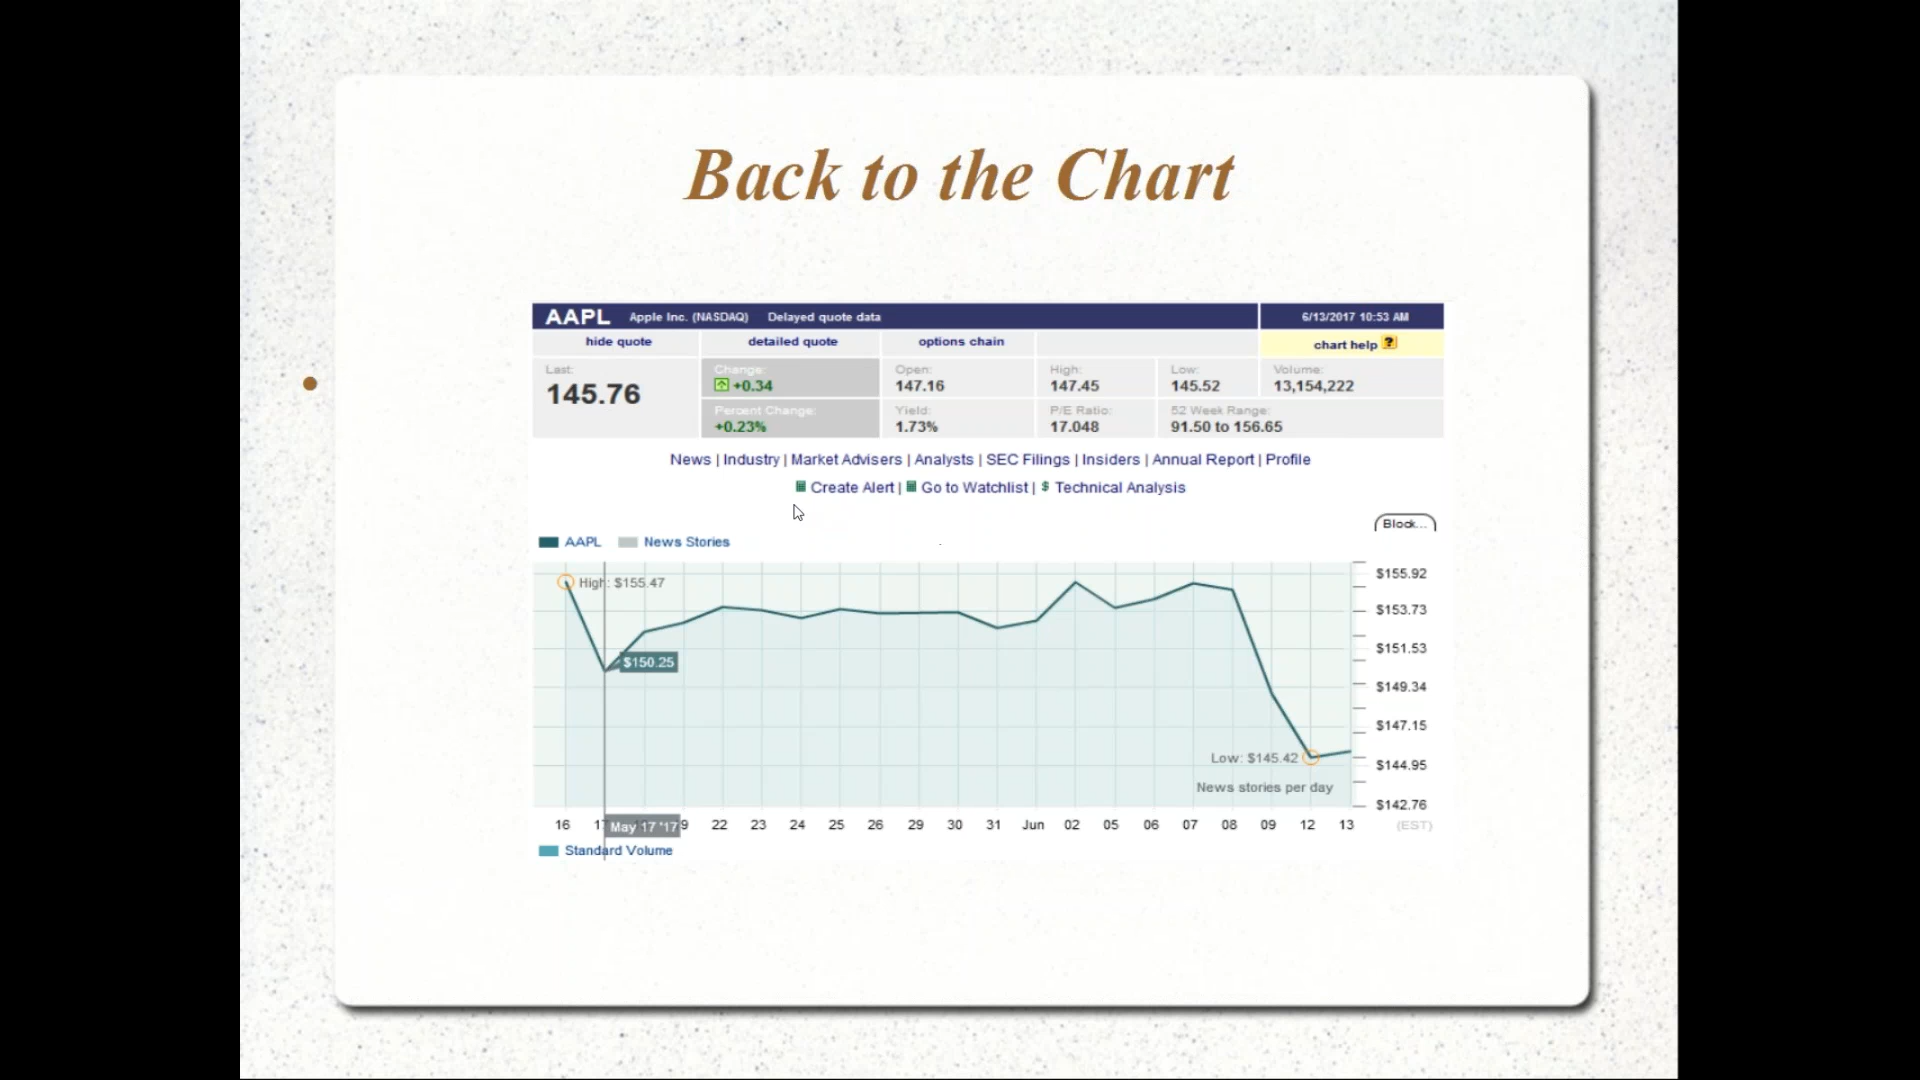 Back to the Chart
AAPL Apple Inc. (NASDAQ) Delayed quote data 6/13/2017 10:53 AM
hide quote detailed quote options chain chart help ?
Last: Change: Open: High: Low: Volume:
145.76 +0.34 147.16 147.45 145.52 13,154,222
Percent Change: Yield: P/E Ratio: 52 Week Range:
+0.23% 1.73% 17.048 91.50 to 156.65
News | Industry | Market Advisers | Analysts | SEC Filings | Insiders | Annual Report | Profile
Create Alert | Go to Watchlist | $ Technical Analysis
Block...
AAPL News Stories
$155.92
High: $155.47
$153.73
$151.53
$150.25
$149.34
$147.15
Low: $145.42
$144.95
News stories per day
$142.76
16 17 May 17 '17 9 22 23 24 25 26 29 30 31 Jun 02 05 06 07 08 09 12 13 (EST)
Standard Volume